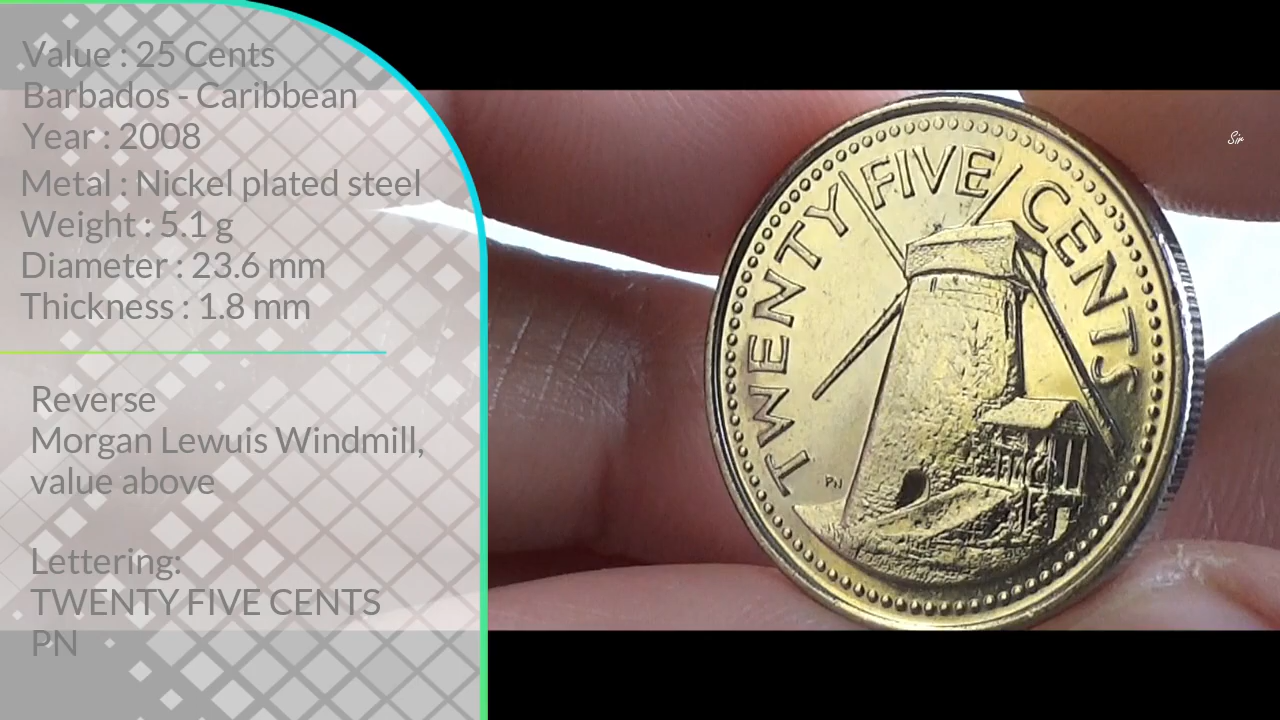 Value : 25 Cents
Barbados - Caribbean
Year : 2008
Metal : Nickel plated steel
Weight : 5.1 g
Diameter : 23.6 mm
Thickness : 1.8 mm
Reverse
Morgan Lewuis Windmill,
value above
Lettering:
TWENTY FIVE CENTS
PN
TWENTY FIVE CENTS
PN
Sir